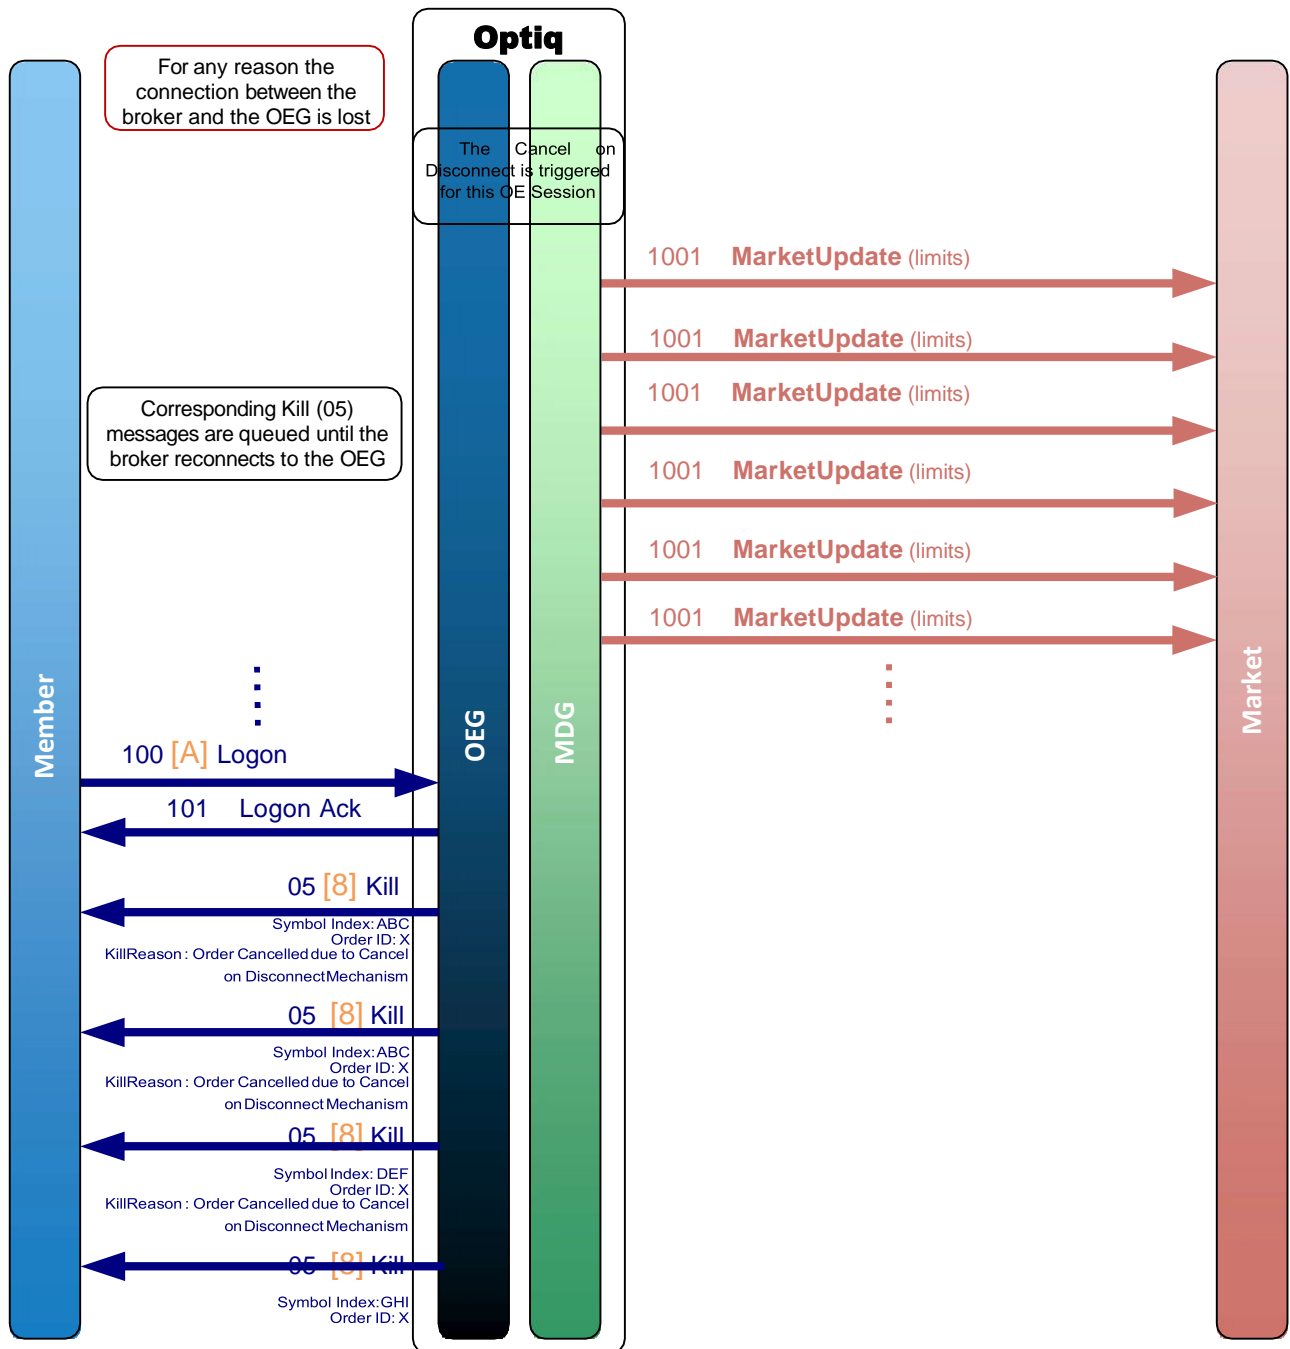 Optiq
For any reason the
connection between the
broker and the OEG is lost
The Cancel on
Disconnect is triggered
for this OE Session
1001 MarketUpdate (limits)
1001 MarketUpdate (limits)
1001 MarketUpdate (limits)
Corresponding Kill (05)
messages are queued until the
broker reconnects to the OEG
1001 MarketUpdate (limits)
1001 MarketUpdate (limits)
1001 MarketUpdate (limits)
Member
OEG
MDG
Market
100 [A] Logon
101 Logon Ack
05 [8] Kill
Symbol Index: ABC
Order ID: X
KillReason : Order Cancelled due to Cancel
on Disconnect Mechanism
05 [8] Kill
Symbol Index: ABC
Order ID: X
KillReason : Order Cancelled due to Cancel
on Disconnect Mechanism
05 [8] Kill
Symbol Index: DEF
Order ID: X
KillReason : Order Cancelled due to Cancel
on Disconnect Mechanism
05 [8] Kill
Symbol Index: GHI
Order ID: X